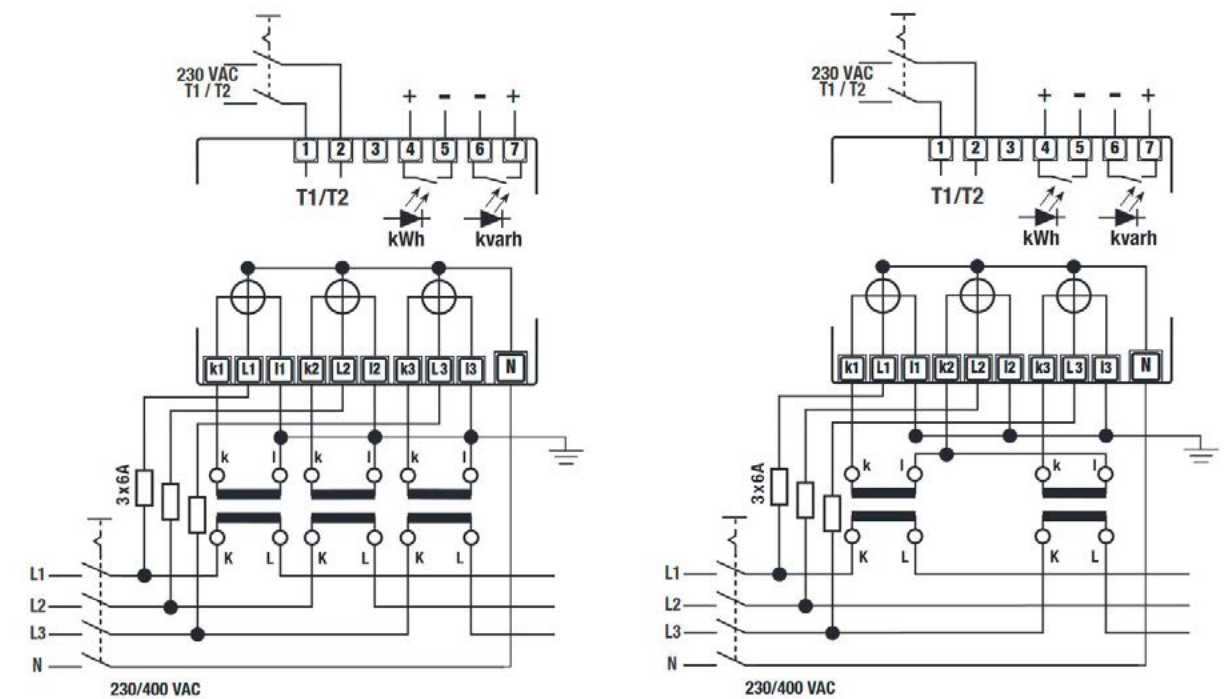 230 VAC
T1 / T2
+ - - +
1 2 3 4 5 6 7
T1/T2
kWh kvarh
k1 L1 l1 k2 L2 l2 k3 L3 l3 N
k l k l k l
3x6A
K L K L K L
L1
L2
L3
N
230/400 VAC
230 VAC
T1 / T2
+ - - +
1 2 3 4 5 6 7
T1/T2
kWh kvarh
k1 L1 l1 k2 L2 l2 k3 L3 l3 N
k l k l
3x6A
K L K L
L1
L2
L3
N
230/400 VAC